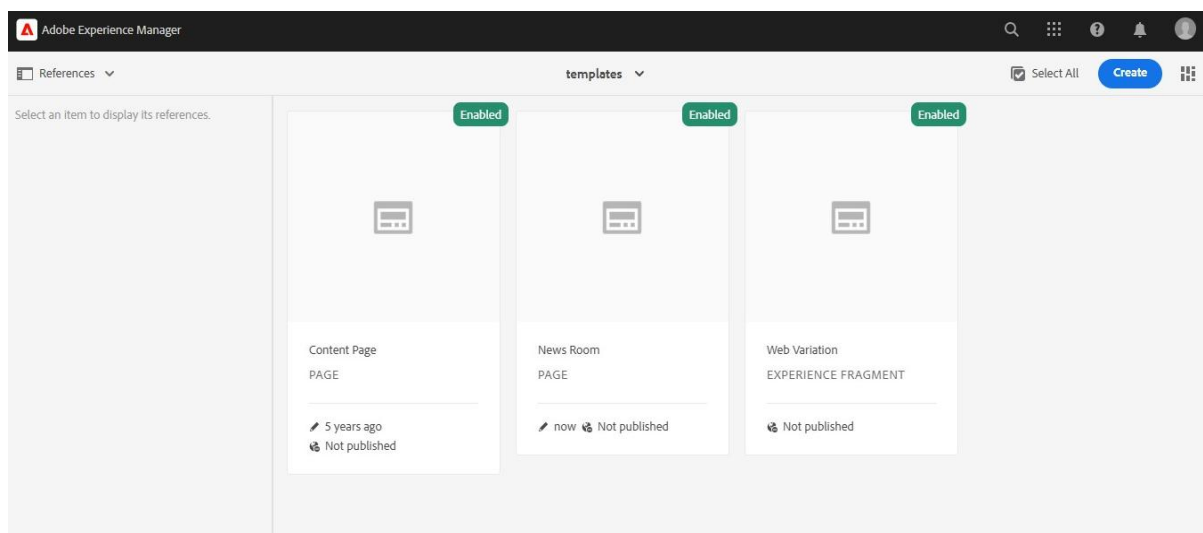 Adobe Experience Manager
References
templates
Select All
Create
Select an item to display its references.
Enabled
Enabled
Enabled
Content Page
PAGE
5 years ago
Not published
News Room
PAGE
now Not published
Web Variation
EXPERIENCE FRAGMENT
Not published